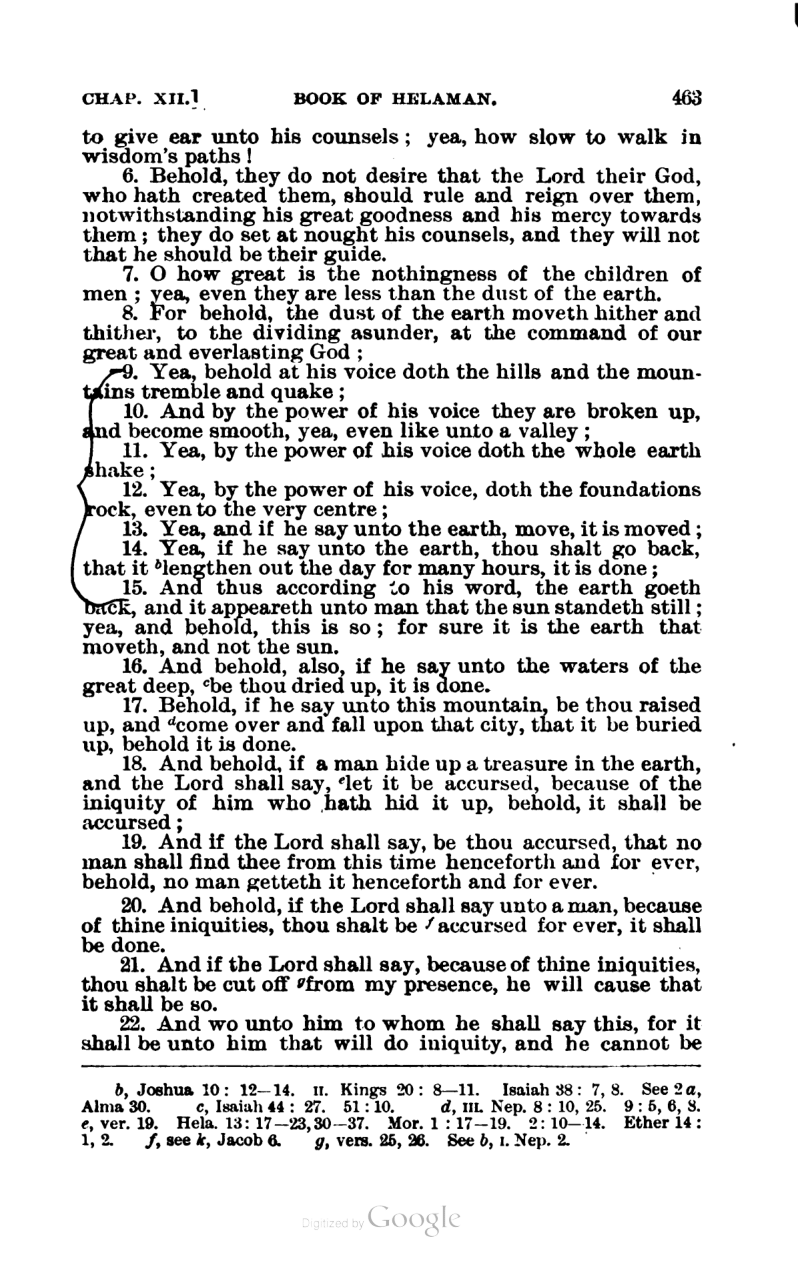 CHAP. XII.] BOOK OF HELAMAN. 463
to give ear unto his counsels ; yea, how slow to walk in
wisdom's paths !
6. Behold, they do not desire that the Lord their God,
who hath created them, should rule and reign over them,
notwithstanding his great goodness and his mercy towards
them ; they do set at nought his counsels, and they will not
that he should be their guide.
7. O how great is the nothingness of the children of
men ; yea, even they are less than the dust of the earth.
8. For behold, the dust of the earth moveth hither and
thither, to the dividing asunder, at the command of our
great and everlasting God ;
9. Yea, behold at his voice doth the hills and the moun-
tains tremble and quake ;
10. And by the power of his voice they are broken up,
and become smooth, yea, even like unto a valley ;
11. Yea, by the power of his voice doth the whole earth
shake ;
12. Yea, by the power of his voice, doth the foundations
rock, even to the very centre ;
13. Yea, and if he say unto the earth, move, it is moved ;
14. Yea, if he say unto the earth, thou shalt go back,
that it blengthen out the day for many hours, it is done ;
15. And thus according to his word, the earth goeth
back, and it appeareth unto man that the sun standeth still ;
yea, and behold, this is so ; for sure it is the earth that
moveth, and not the sun.
16. And behold, also, if he say unto the waters of the
great deep, cbe thou dried up, it is done.
17. Behold, if he say unto this mountain, be thou raised
up, and dcome over and fall upon that city, that it be buried
up, behold it is done.
18. And behold, if a man hide up a treasure in the earth,
and the Lord shall say, elet it be accursed, because of the
iniquity of him who hath hid it up, behold, it shall be
accursed ;
19. And if the Lord shall say, be thou accursed, that no
man shall find thee from this time henceforth and for ever,
behold, no man getteth it henceforth and for ever.
20. And behold, if the Lord shall say unto a man, because
of thine iniquities, thou shalt be faccursed for ever, it shall
be done.
21. And if the Lord shall say, because of thine iniquities,
thou shalt be cut off gfrom my presence, he will cause that
it shall be so.
22. And wo unto him to whom he shall say this, for it
shall be unto him that will do iniquity, and he cannot be
b, Joshua 10 : 12—14. II. Kings 20 : 8—11. Isaiah 38 : 7, 8. See 2 a,
Alma 30. c, Isaiah 44 : 27. 51 : 10. d, III. Nep. 8 : 10, 25. 9 : 5, 6, 8.
e, ver. 19. Hela. 13 : 17—23, 30—37. Mor. 1 : 17—19. 2 : 10—14. Ether 14 :
1, 2. f, see k, Jacob 6. g, vers. 25, 26. See b, I. Nep. 2.
Digitized by Google